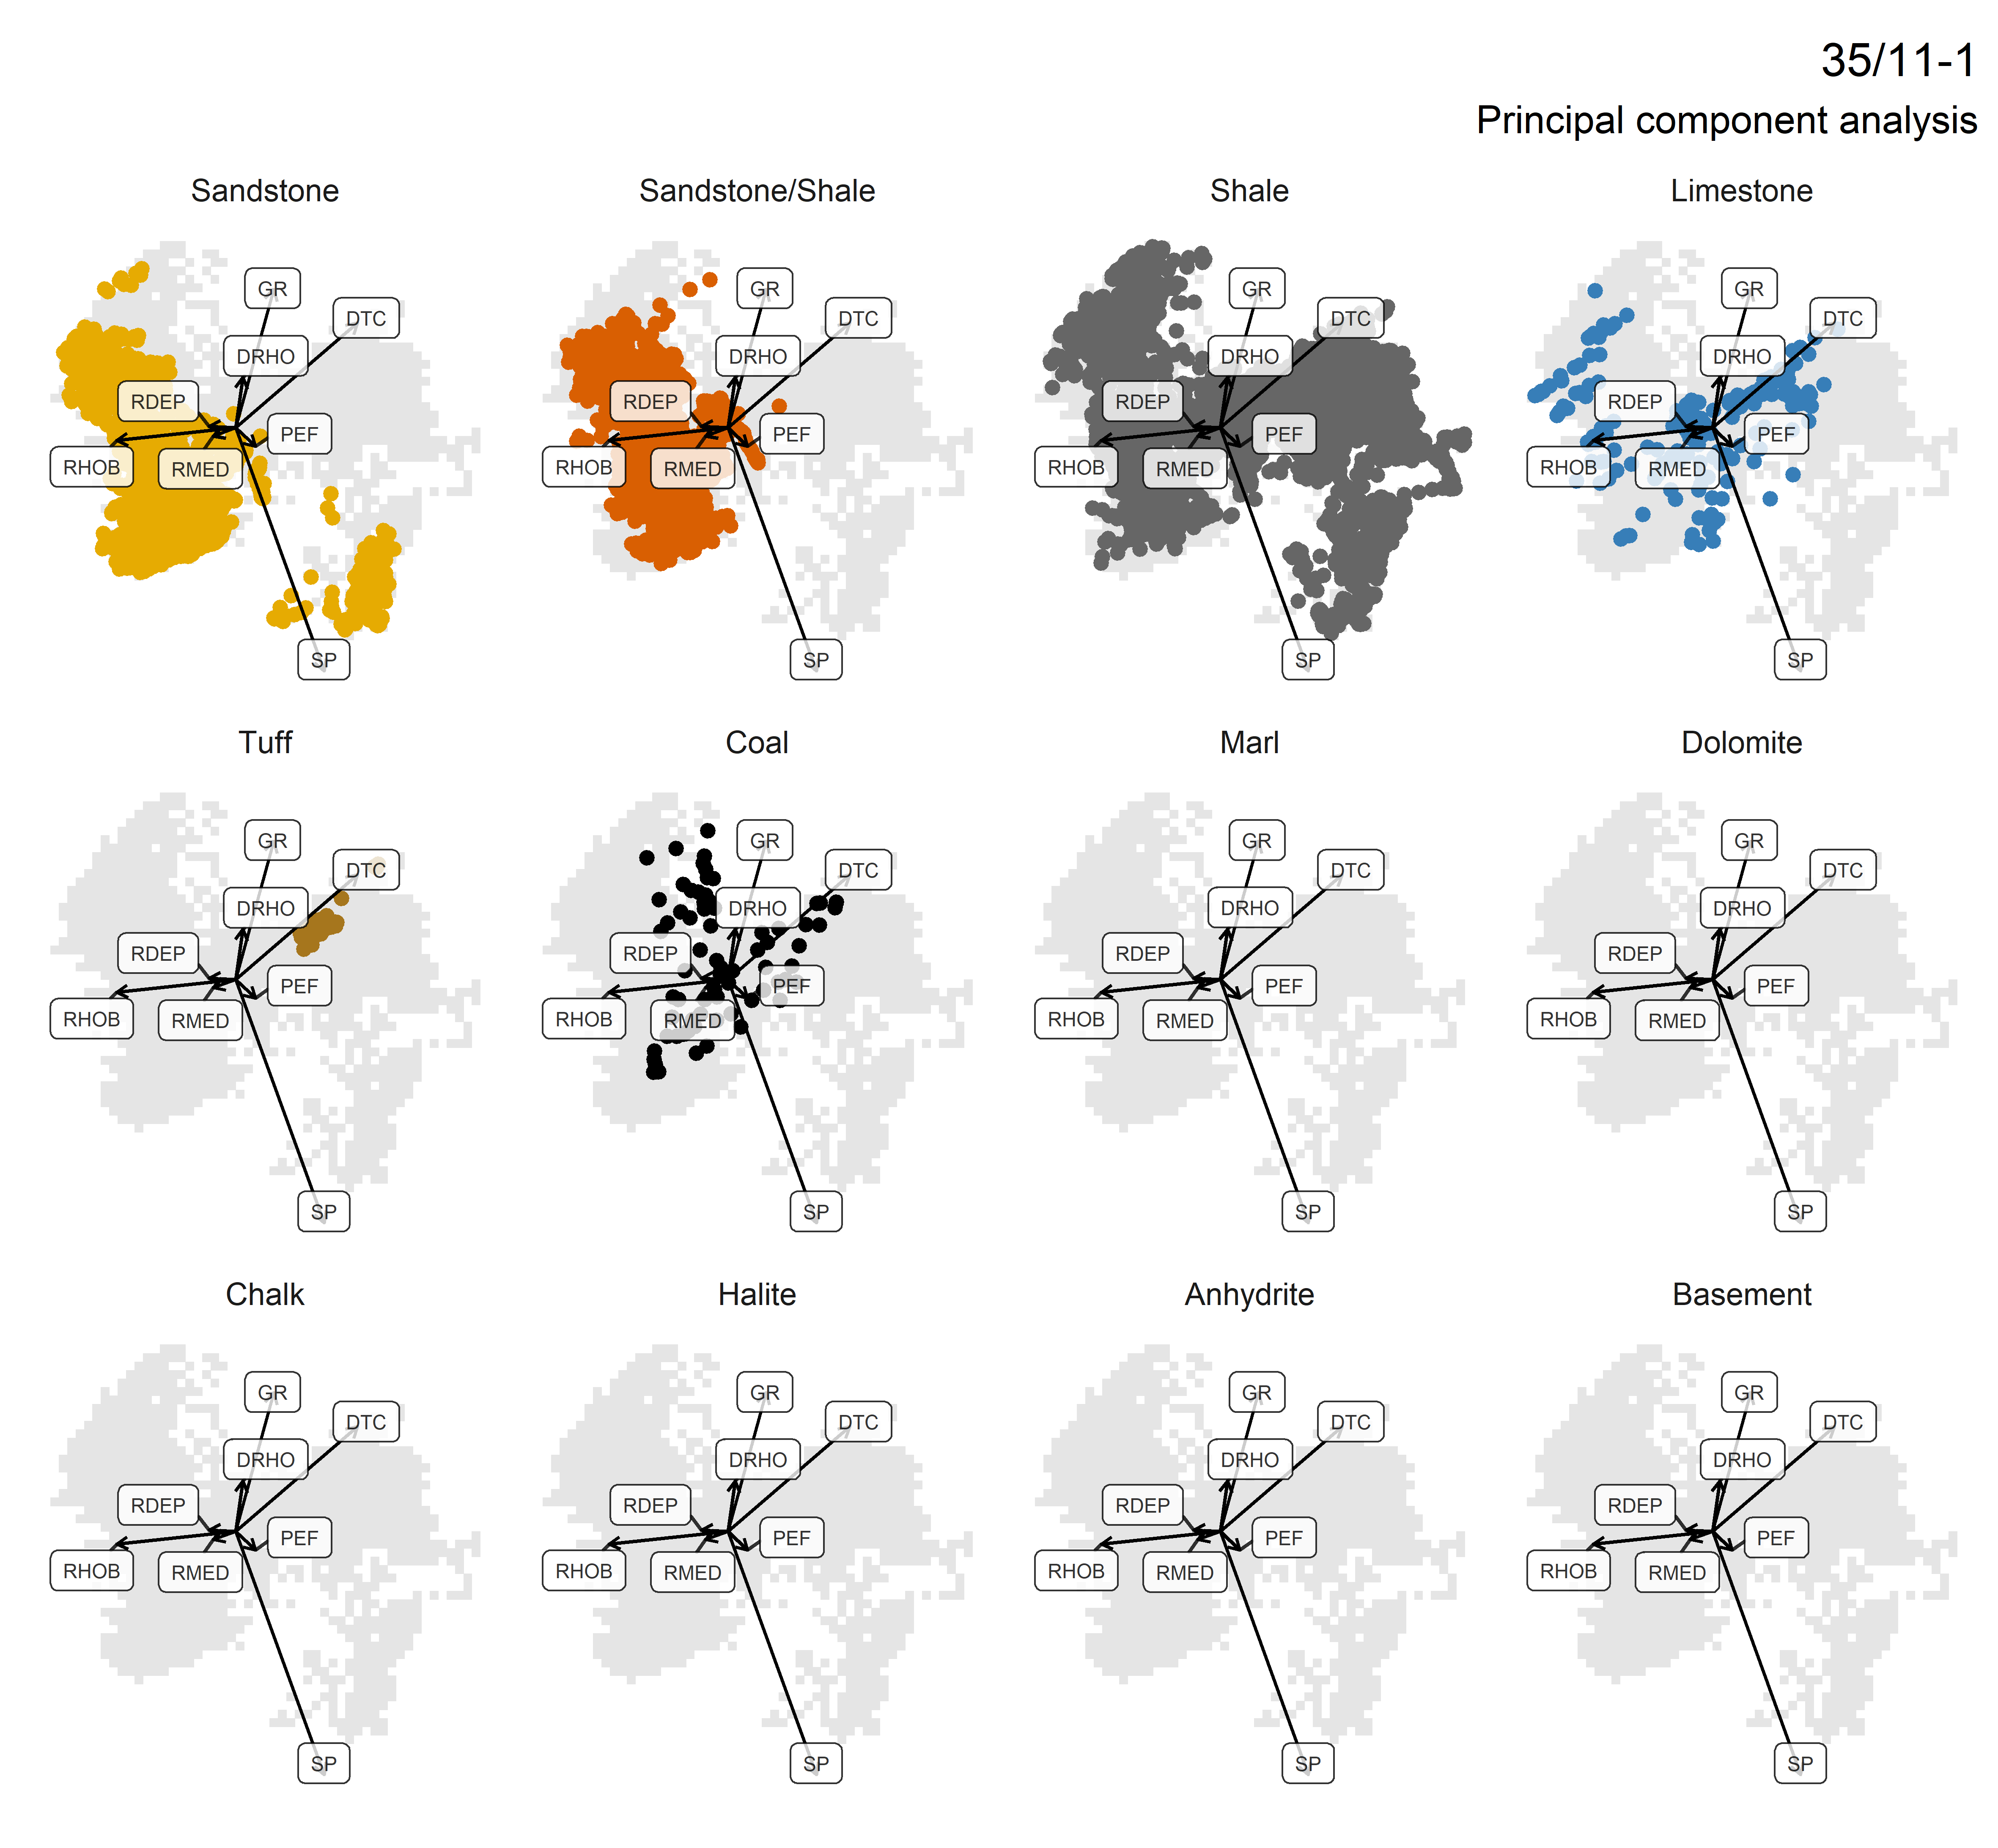 35/11-1
Principal component analysis
Sandstone
GR
DTC
DRHO
RDEP
PEF
RHOB
RMED
SP
Sandstone/Shale
GR
DTC
DRHO
RDEP
PEF
RHOB
RMED
SP
Shale
GR
DTC
DRHO
RDEP
PEF
RHOB
RMED
SP
Limestone
GR
DTC
DRHO
RDEP
PEF
RHOB
RMED
SP
Tuff
GR
DTC
DRHO
RDEP
PEF
RHOB
RMED
SP
Coal
GR
DTC
DRHO
RDEP
PEF
RHOB
RMED
SP
Marl
GR
DTC
DRHO
RDEP
PEF
RHOB
RMED
SP
Dolomite
GR
DTC
DRHO
RDEP
PEF
RHOB
RMED
SP
Chalk
GR
DTC
DRHO
RDEP
PEF
RHOB
RMED
SP
Halite
GR
DTC
DRHO
RDEP
PEF
RHOB
RMED
SP
Anhydrite
GR
DTC
DRHO
RDEP
PEF
RHOB
RMED
SP
Basement
GR
DTC
DRHO
RDEP
PEF
RHOB
RMED
SP